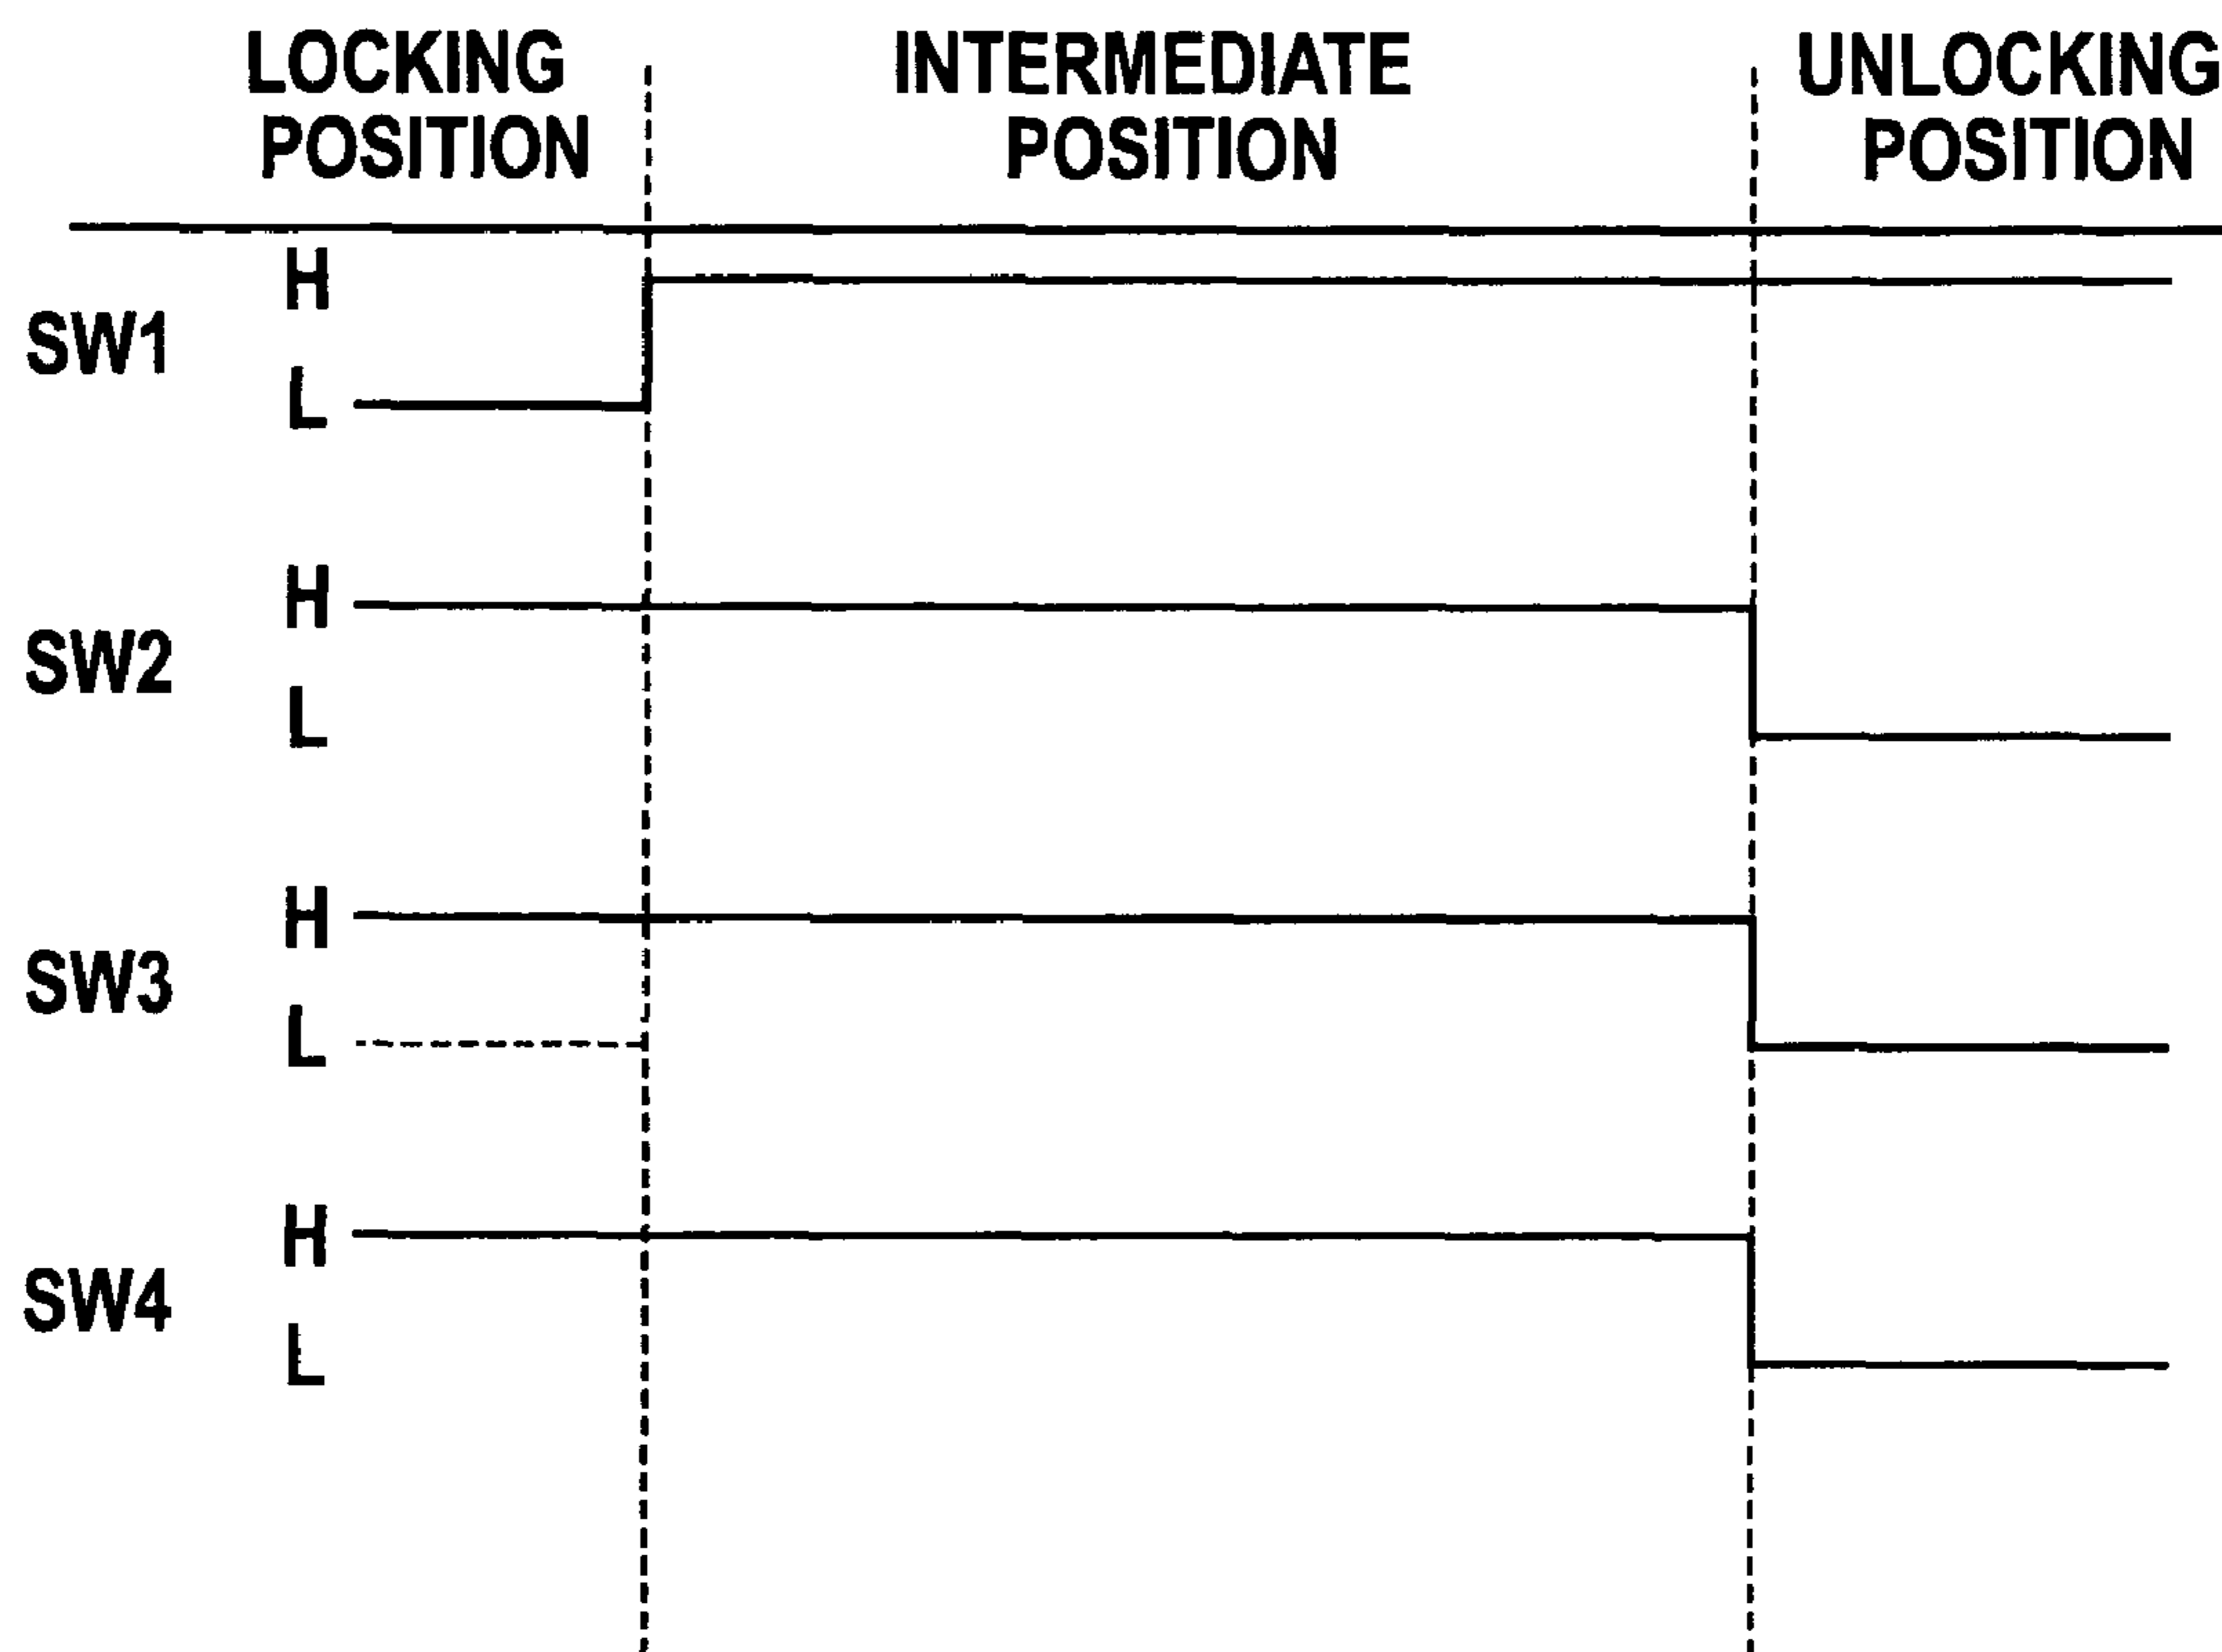 LOCKING
POSITION
INTERMEDIATE
POSITION
UNLOCKING
POSITION
H
SW1
L
H
SW2
L
H
SW3
L
H
SW4
L